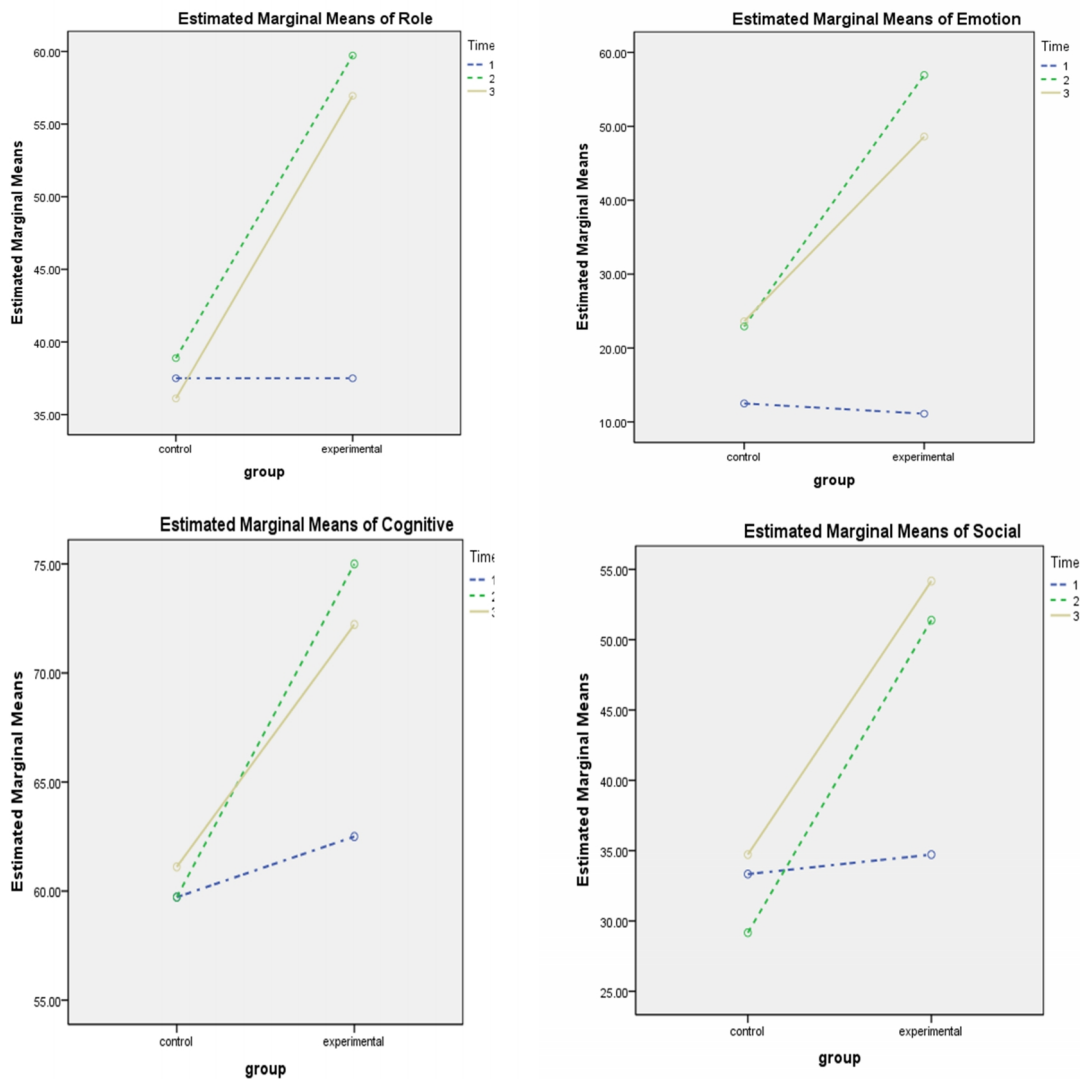 Estimated Marginal Means of Role
Time
1
2
3
60.00
55.00
50.00
45.00
40.00
35.00
Estimated Marginal Means
control
experimental
group
Estimated Marginal Means of Emotion
Time
1
2
3
60.00
50.00
40.00
30.00
20.00
10.00
Estimated Marginal Means
control
experimental
group
Estimated Marginal Means of Cognitive
Time
75.00
70.00
65.00
60.00
55.00
Estimated Marginal Means
control
experimental
group
Estimated Marginal Means of Social
Time
1
2
3
55.00
50.00
45.00
40.00
35.00
30.00
25.00
Estimated Marginal Means
control
experimental
group